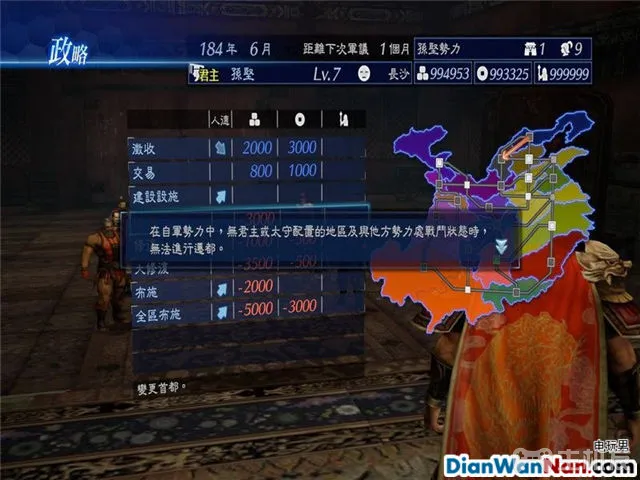 政略
184年 6月 距離下次軍議 1個月 孫堅勢力 1 9
君主 孫堅 Lv.7 長沙 994953 993325 999999
人德
徵收 2000 3000
交易 800 1000
建設設施
在自軍勢力中，無君主或太守配置的地區及與他方勢力處戰鬥狀態時，
無法進行遷都。
-3500 -500
布施 -2000
全區布施 -5000 -3000
變更首都。
电玩男
DianWanNan.com